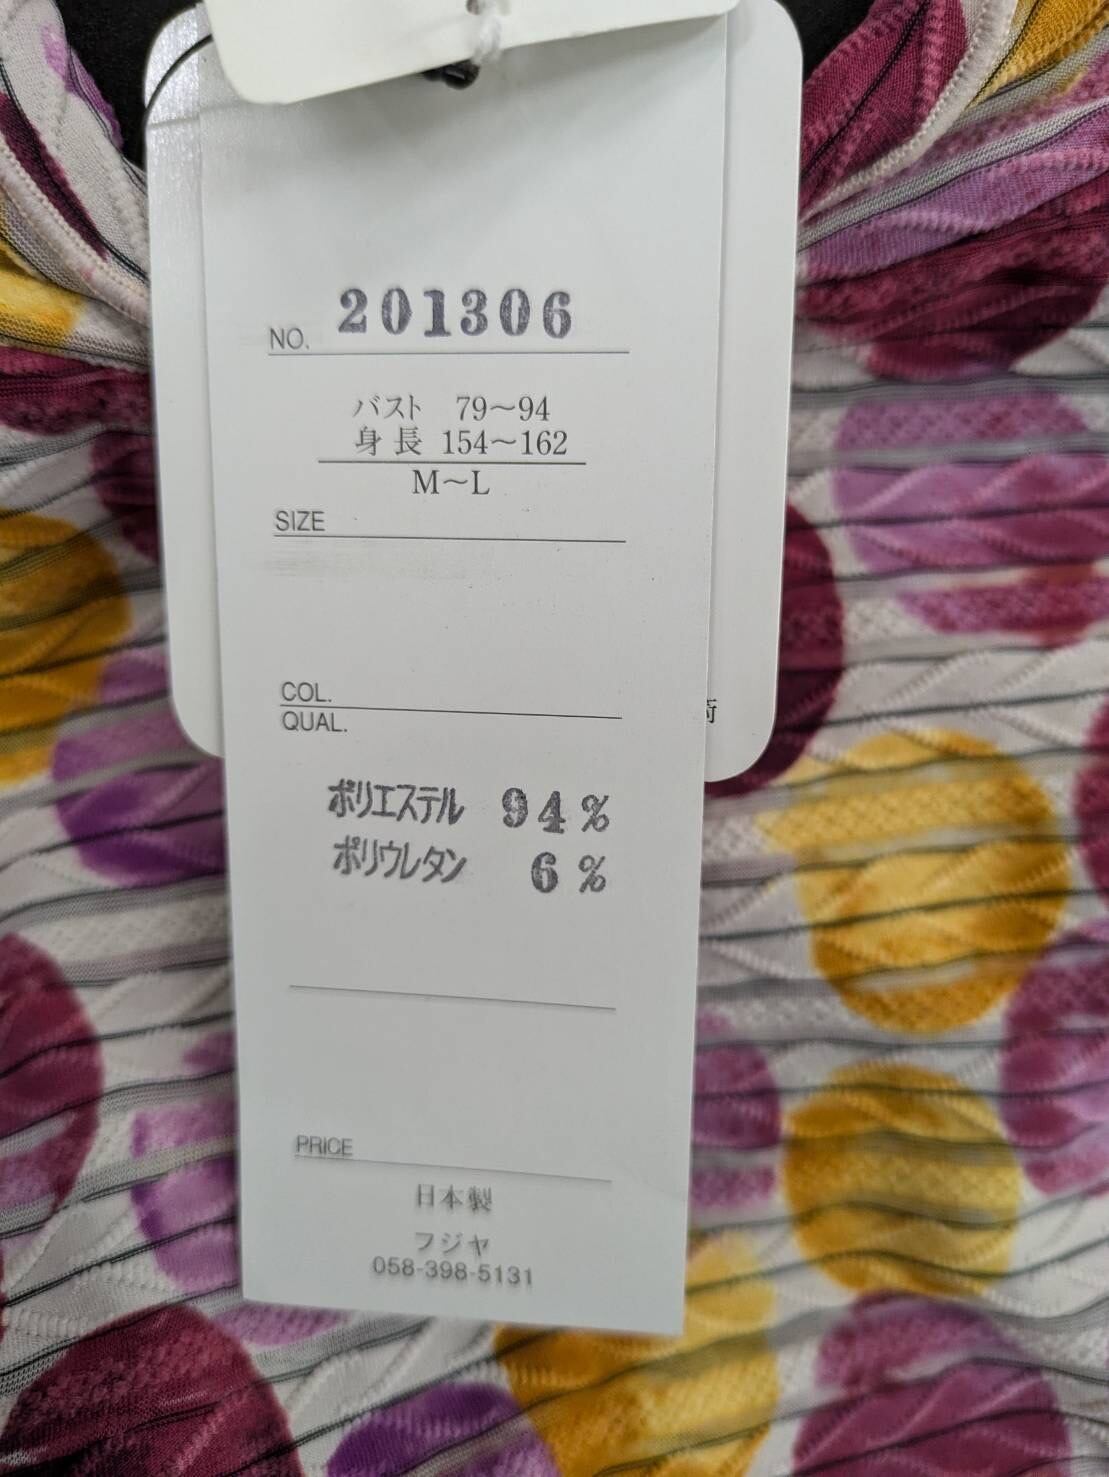 NO. 201306
バスト 79～94
身長 154～162
M～L
SIZE
COL.
QUAL.
術
ポリエステル 94%
ポリウレタン 6%
PRICE
日本製
フジヤ
058-398-5131